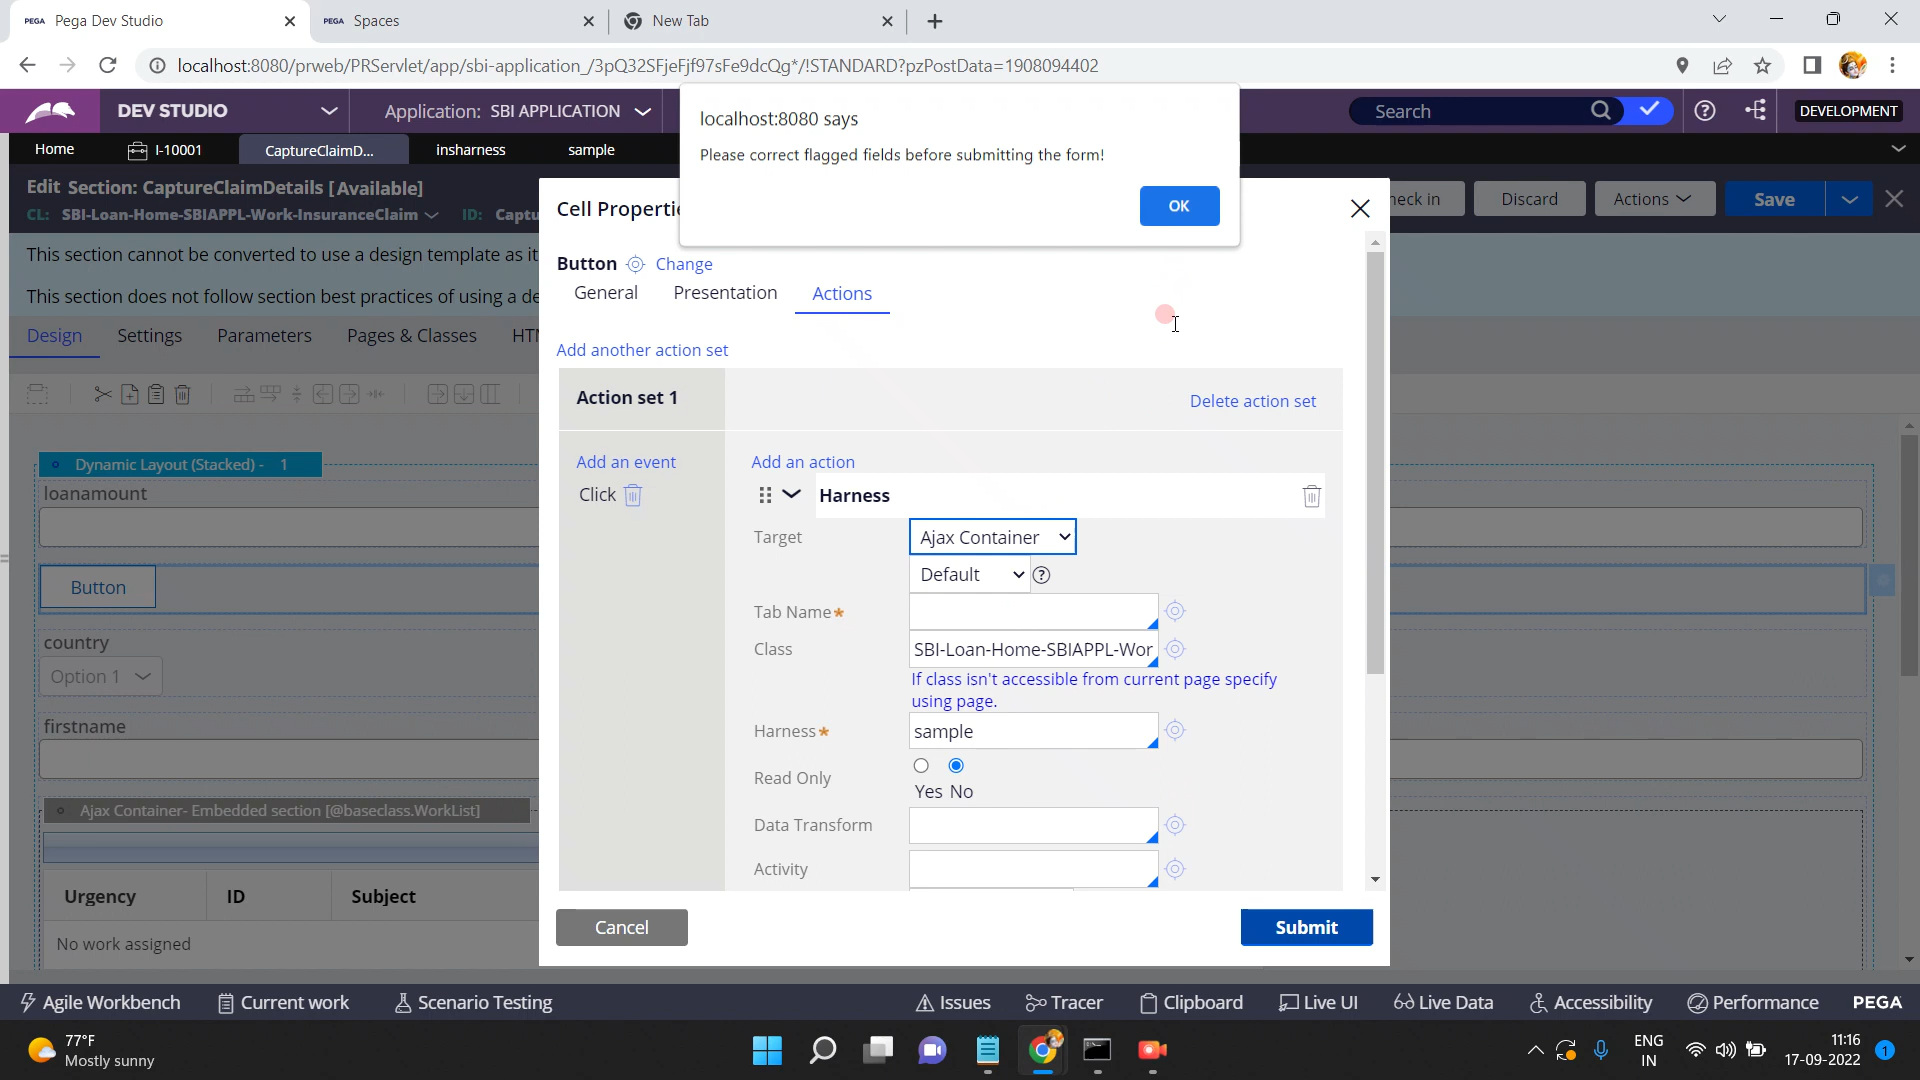 PEGA Pega Dev Studio
PEGA Spaces
New Tab
localhost:8080/prweb/PRServlet/app/sbi-application_/3pQ32SFjeFjf97sFe9dcQg*/!STANDARD?pzPostData=1908094402
DEV STUDIO
Application: SBI APPLICATION
Search
DEVELOPMENT
localhost:8080 says
Please correct flagged fields before submitting the form!
OK
Home
I-10001
CaptureClaimD...
insharness
sample
Edit Section: CaptureClaimDetails [Available]
CL: SBI-Loan-Home-SBIAPPL-Work-InsuranceClaim
ID: Captu
eck in
Discard
Actions
Save
This section cannot be converted to use a design template as it
This section does not follow section best practices of using a de
Design
Settings
Parameters
Pages & Classes
HT
Cell Properti
Button
Change
General
Presentation
Actions
Add another action set
Action set 1
Delete action set
Add an event
Click
Add an action
Harness
Target
Ajax Container
Default
Tab Name*
Class
SBI-Loan-Home-SBIAPPL-Wor
If class isn't accessible from current page specify
using page.
Harness*
sample
Read Only
Yes No
Data Transform
Activity
Cancel
Submit
Dynamic Layout (Stacked) - 1
loanamount
Button
country
Option 1
firstname
Ajax Container- Embedded section [@baseclass.WorkList]
Urgency
ID
Subject
No work assigned
Agile Workbench
Current work
Scenario Testing
Issues
Tracer
Clipboard
Live UI
Live Data
Accessibility
Performance
PEGA
77°F
Mostly sunny
ENG
IN
11:16
17-09-2022
1